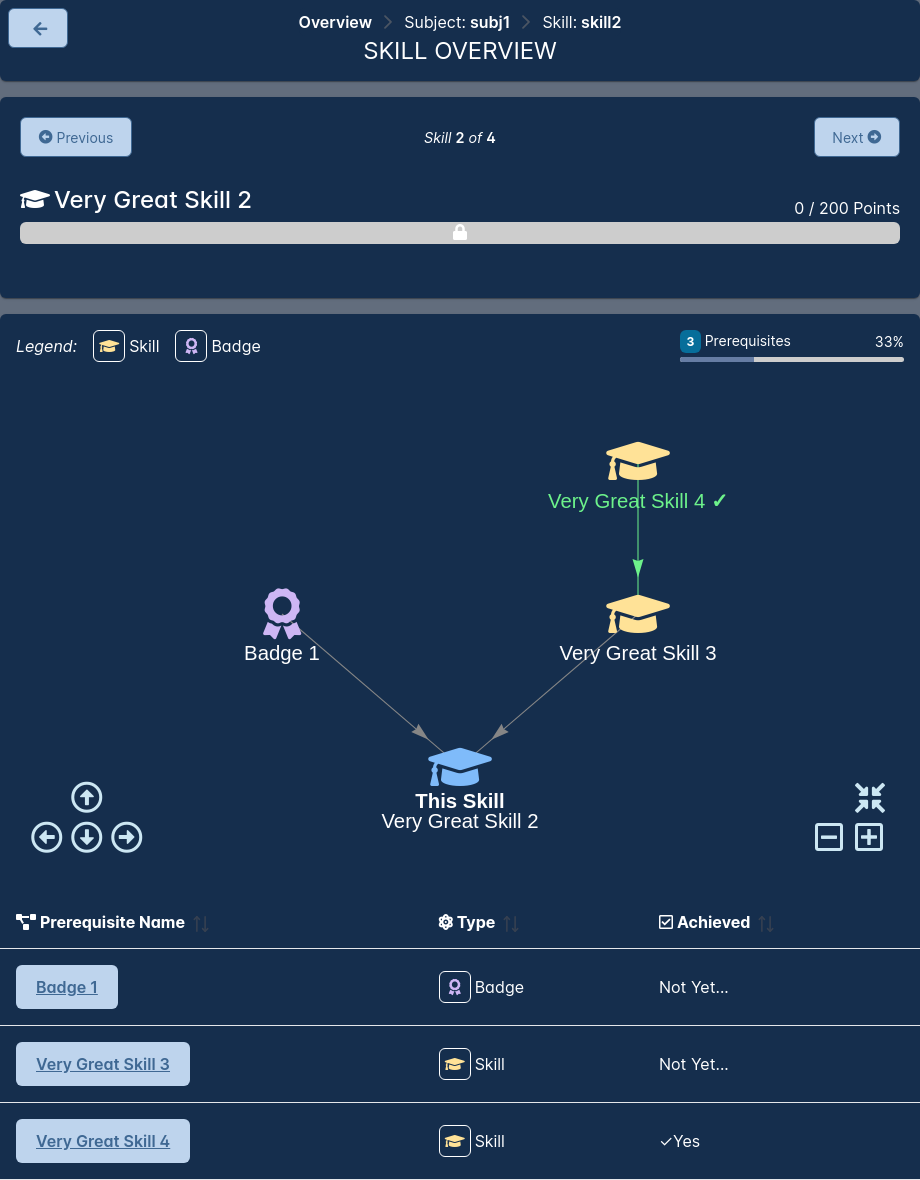 Overview > Subject: subj1 > Skill: skill2
SKILL OVERVIEW
Previous
Skill 2 of 4
Next
Very Great Skill 2
0 / 200 Points
Legend: Skill Badge
3 Prerequisites 33%
Very Great Skill 4 ✓
Badge 1
Very Great Skill 3
This Skill
Very Great Skill 2
Prerequisite Name Type Achieved
Badge 1 Badge Not Yet...
Very Great Skill 3 Skill Not Yet...
Very Great Skill 4 Skill ✓Yes